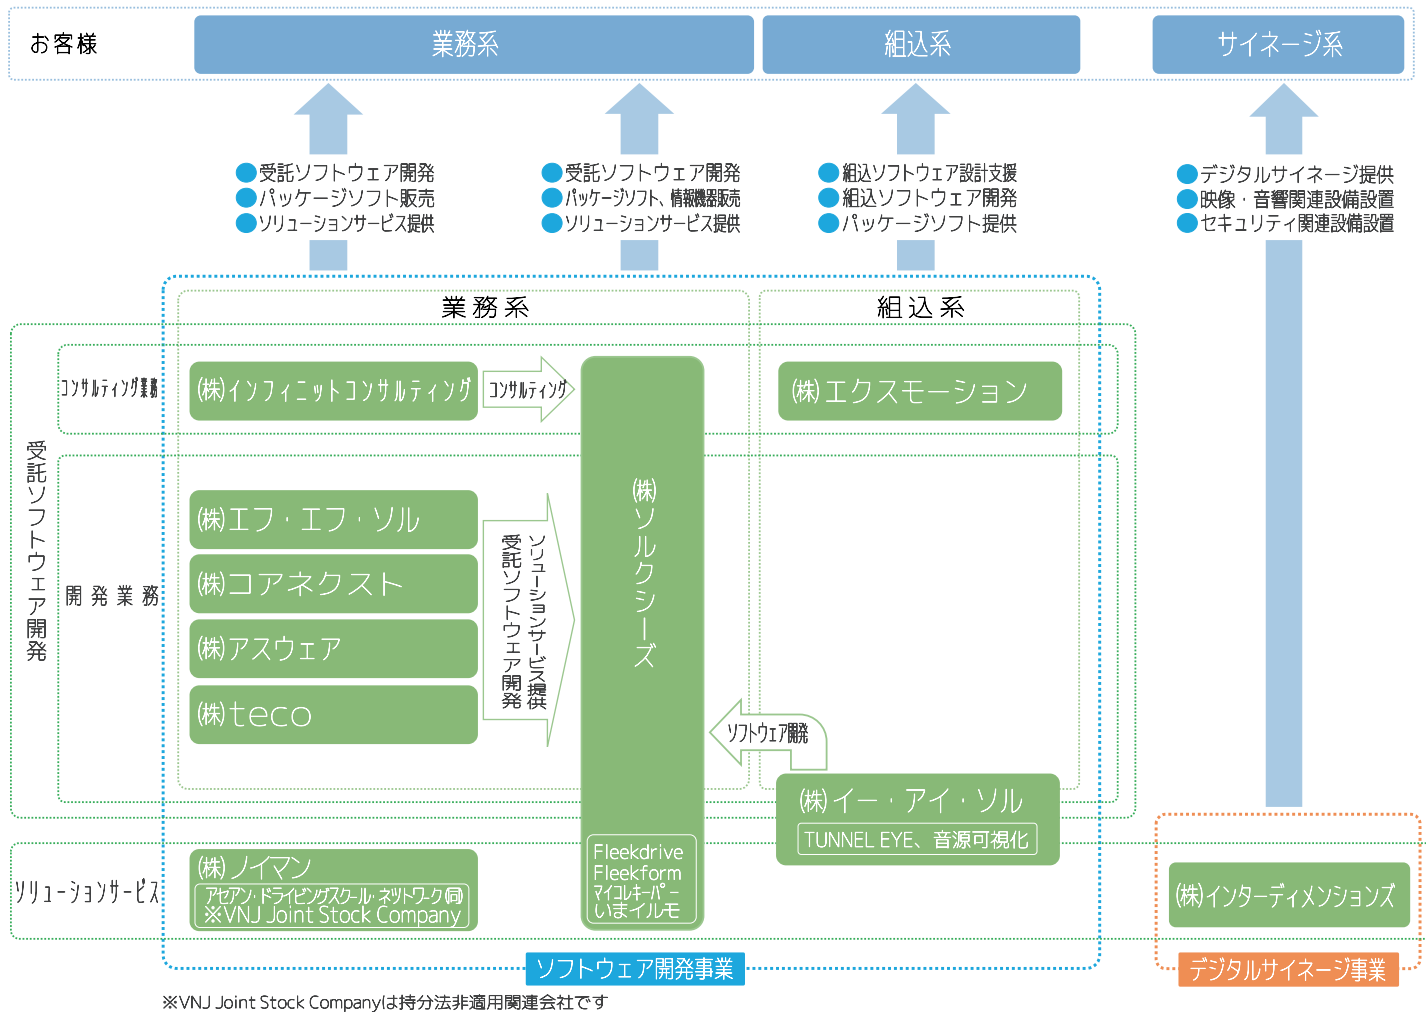 お客様
業務系
組込系
サイネージ系
●受託ソフトウェア開発
●パッケージソフト販売
●ソリューションサービス提供
●受託ソフトウェア開発
●パッケージソフト、情報機器販売
●ソリューションサービス提供
●組込ソフトウェア設計支援
●組込ソフトウェア開発
●パッケージソフト提供
●デジタルサイネージ提供
●映像・音響関連設備設置
●セキュリティ関連設備設置
業務系
組込系
受託ソフトウェア開発
コンサルティング業務
(株)インフィニットコンサルティング
コンサルティング
(株)エクスモーション
開発業務
(株)エフ・エフ・ソル
(株)コアネクスト
(株)アスウェア
(株)teco
ソリューションサービス提供
受託ソフトウェア開発
(株)ソルクシーズ
Fleekdrive
Fleekform
マイコレキーパー
いまイルモ
ソフトウェア開発
(株)イー・アイ・ソル
TUNNEL EYE、音源可視化
ソリューションサービス
(株)ノイマン
アセアン・ドライビングスクール・ネットワーク(同)
※VNJ Joint Stock Company
(株)インターディメンションズ
ソフトウェア開発事業
デジタルサイネージ事業
※VNJ Joint Stock Companyは持分法非適用関連会社です